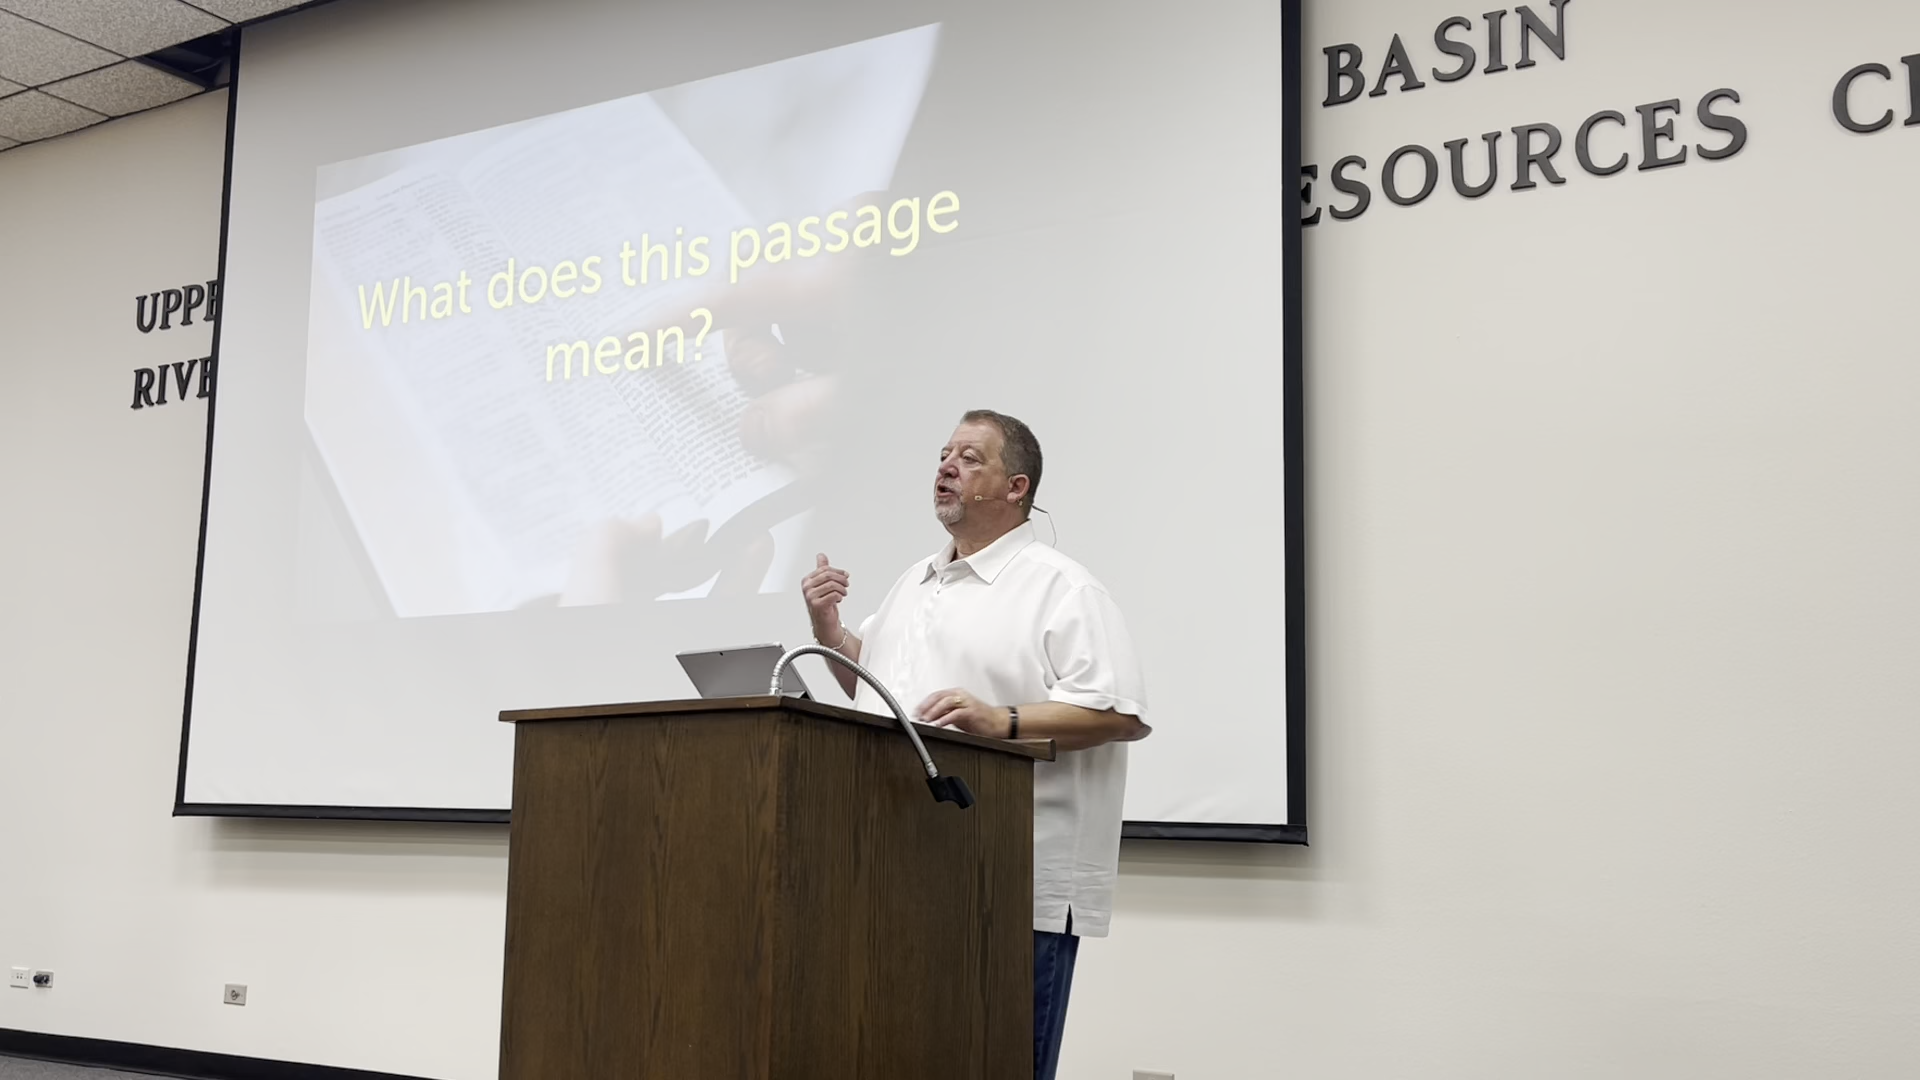 What does this passage
mean?
BASIN
ESOURCES
UPPE
RIVE